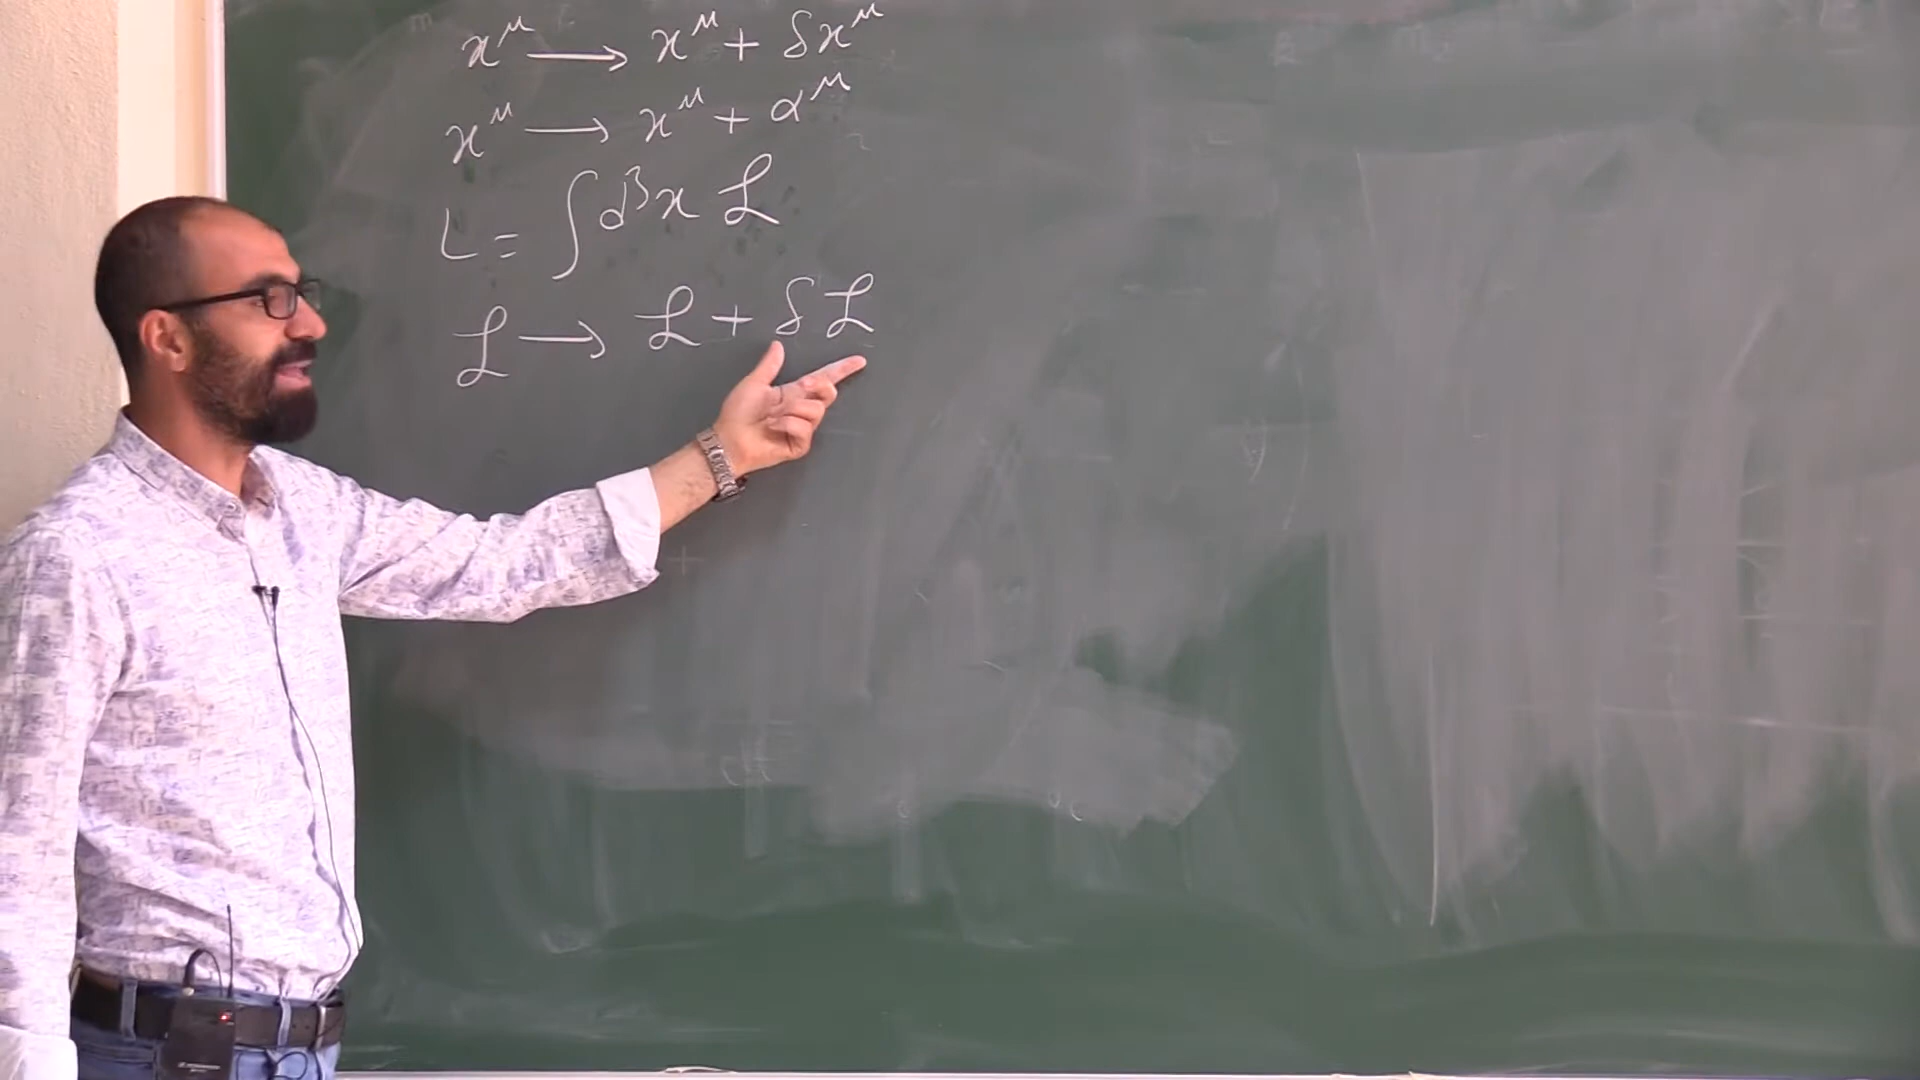 x^μ → x^μ + δx^μ
x^μ → x^μ + α^μ
L = ∫ d³x ℒ
ℒ → ℒ + δℒ